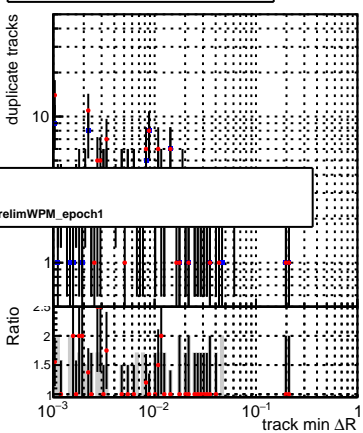 duplicate tracks
10
relimWPM_epoch1
1
Ratio
2.5
2
1.5
1
10⁻³
10⁻²
10⁻¹
1
track min ΔR